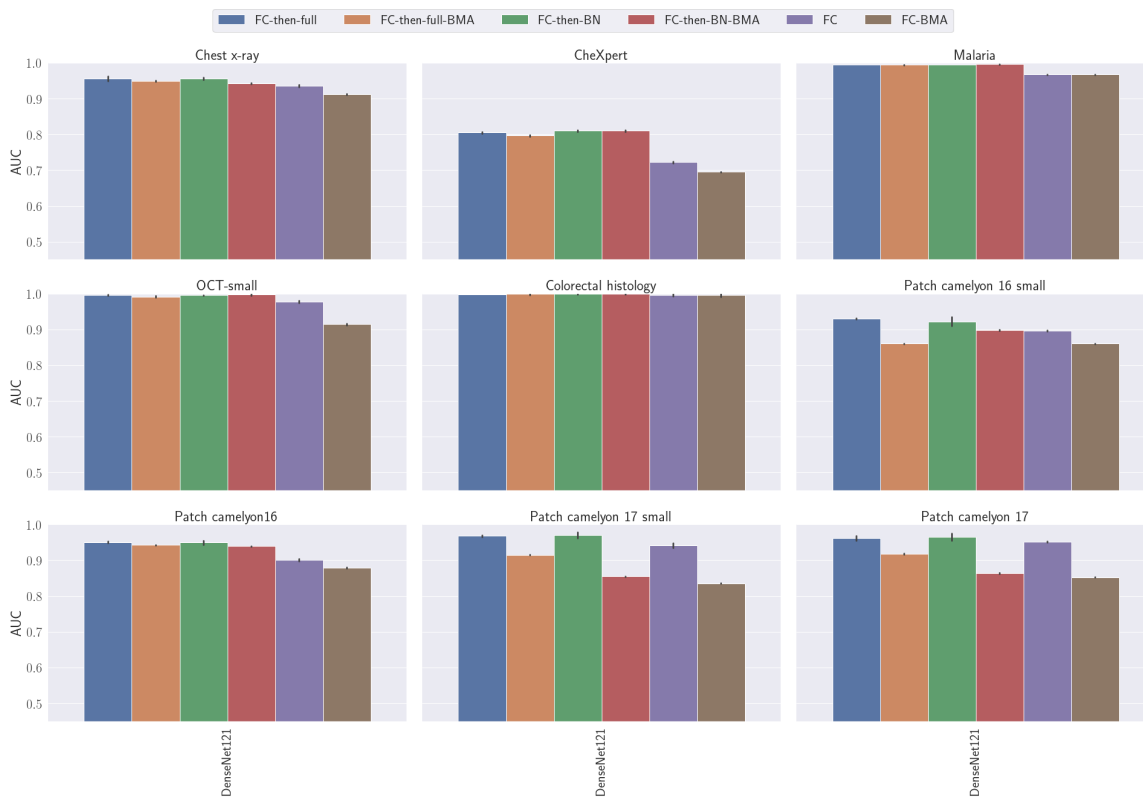 FC-then-full FC-then-full-BMA FC-then-BN FC-then-BN-BMA FC FC-BMA
Chest x-ray CheXpert Malaria
1.0
0.9
0.8
0.7
0.6
0.5
AUC
OCT-small Colorectal histology Patch camelyon 16 small
1.0
0.9
0.8
0.7
0.6
0.5
AUC
Patch camelyon16 Patch camelyon 17 small Patch camelyon 17
1.0
0.9
0.8
0.7
0.6
0.5
AUC
DenseNet121 DenseNet121 DenseNet121